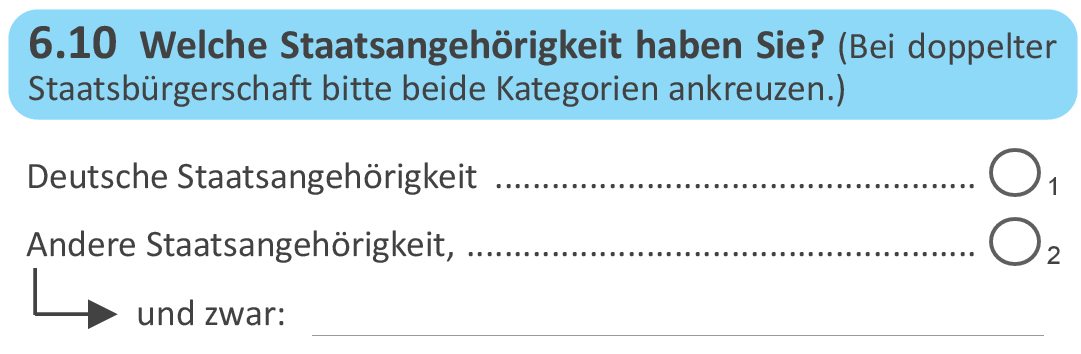 6.10 Welche Staatsangehörigkeit haben Sie? (Bei doppelter
Staatsbürgerschaft bitte beide Kategorien ankreuzen.)
Deutsche Staatsangehörigkeit ................................................... 1
Andere Staatsangehörigkeit, ...................................................... 2
und zwar: